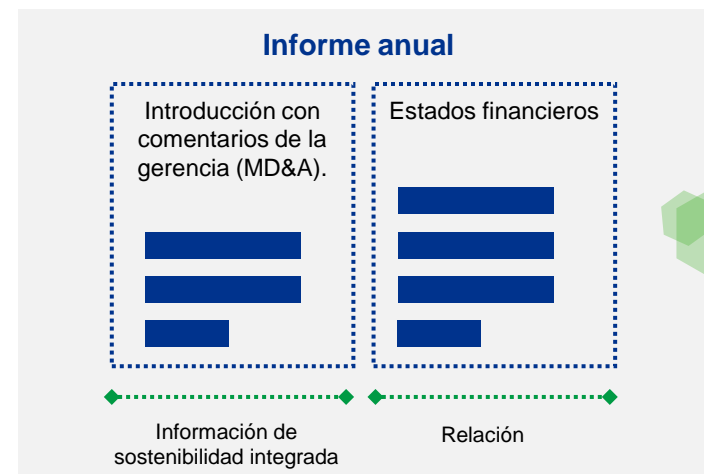 Informe anual
Introducción con
comentarios de la
gerencia (MD&A).
Estados financieros
Información de
sostenibilidad integrada
Relación